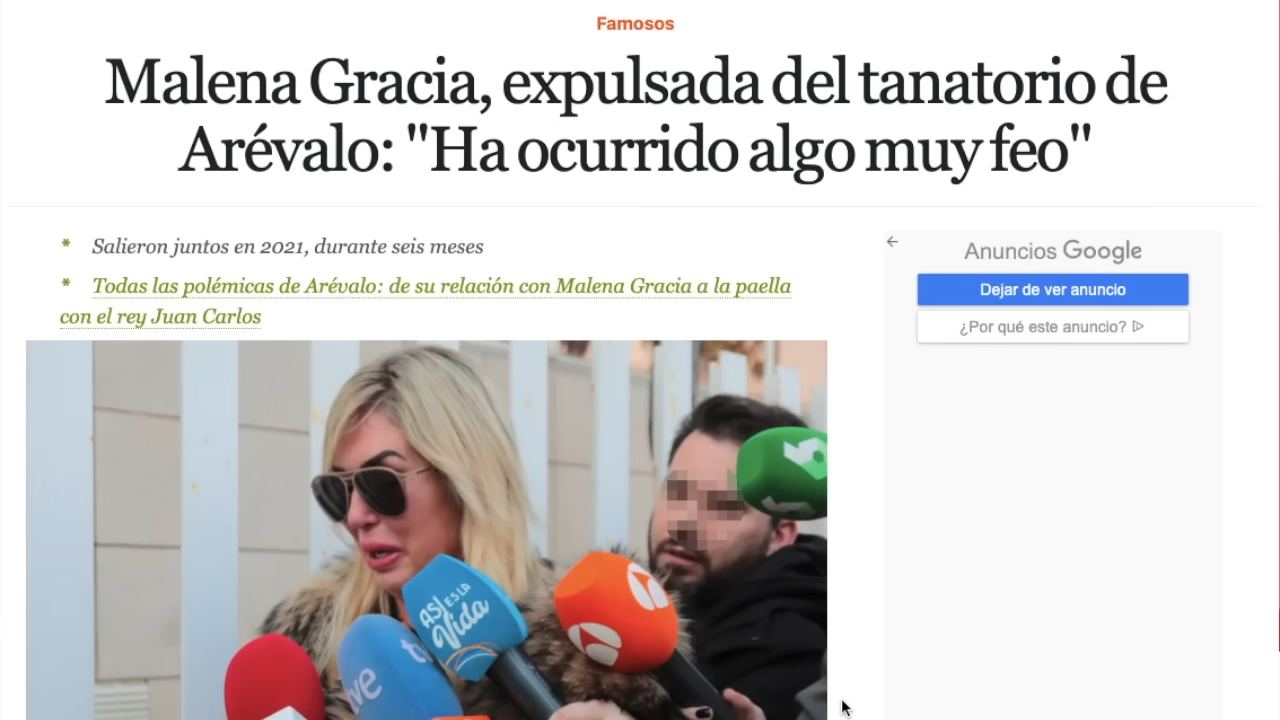 Famosos
Malena Gracia, expulsada del tanatorio de
Arévalo: "Ha ocurrido algo muy feo"
* Salieron juntos en 2021, durante seis meses
* Todas las polémicas de Arévalo: de su relación con Malena Gracia a la paella
con el rey Juan Carlos
Anuncios Google
Dejar de ver anuncio
¿Por qué este anuncio?
ASÍ
ES LA
Vida
tve
5